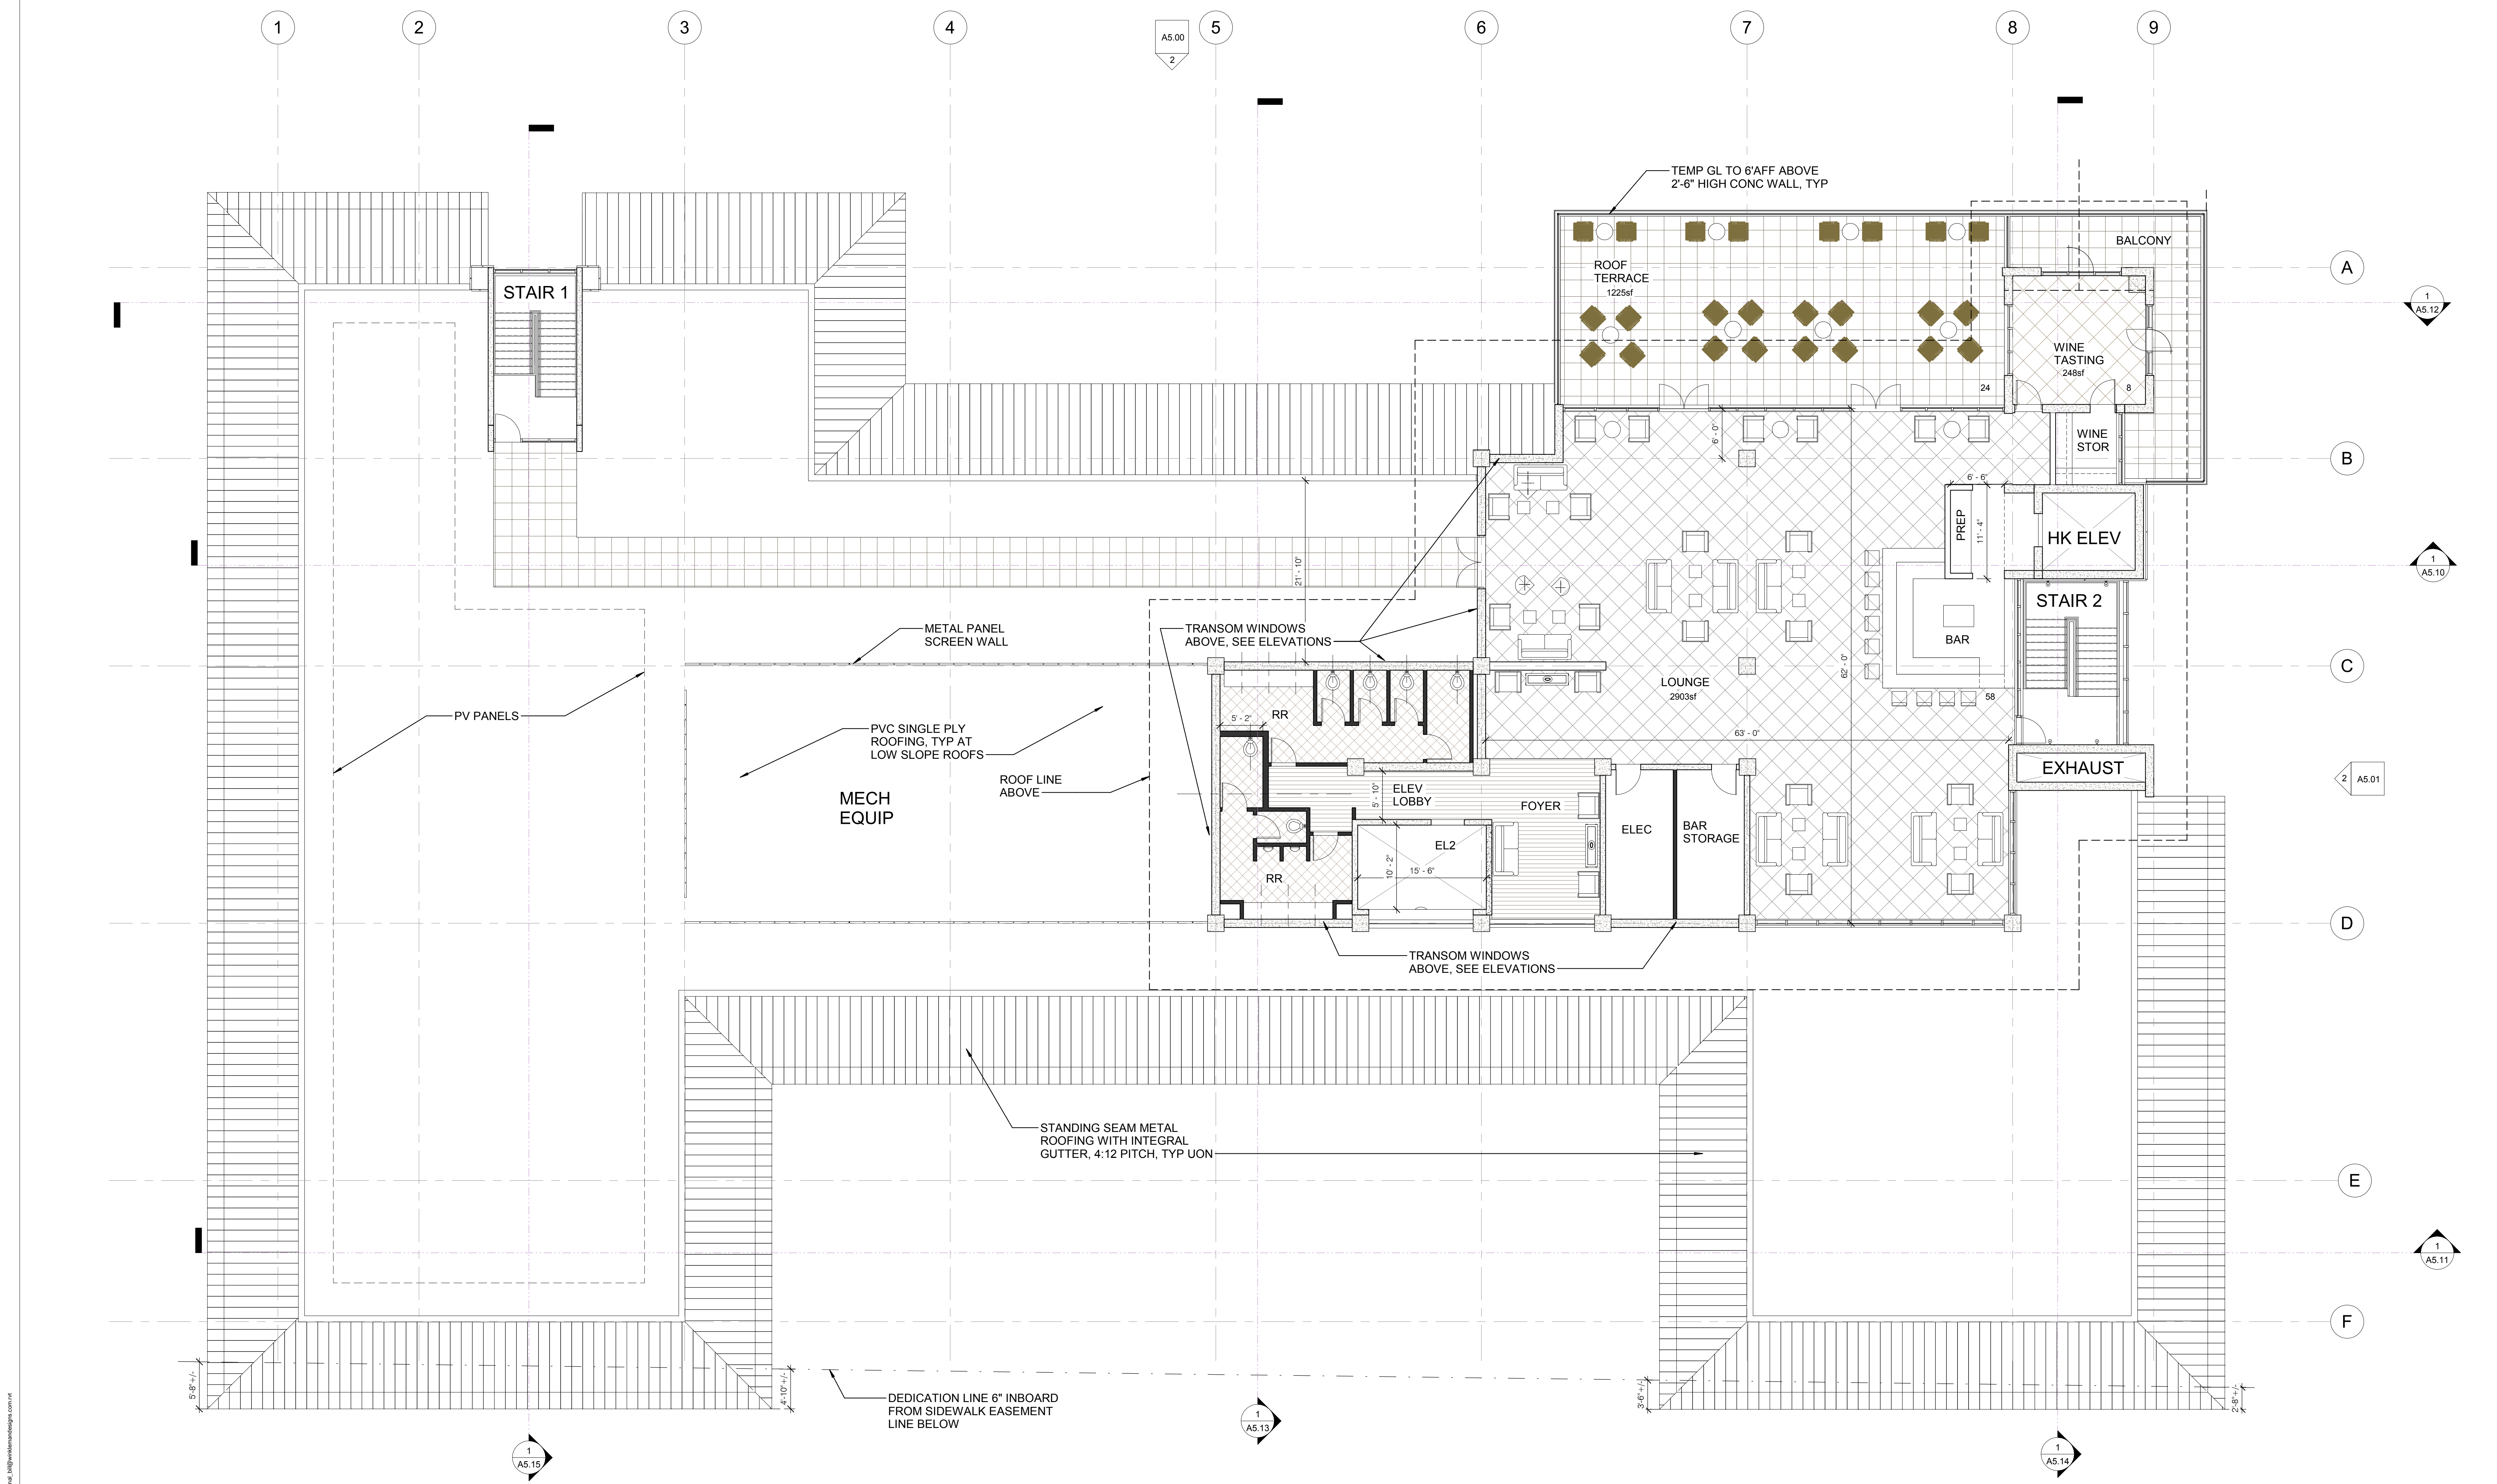 1
2
3
4
5
6
7
8
9
A5.00
2
TEMP GL TO 6'AFF ABOVE
2'-6" HIGH CONC WALL, TYP
BALCONY
A
ROOF
TERRACE
1225sf
STAIR 1
1
A5.12
WINE
TASTING
248sf
24
8
6' - 0"
WINE
STOR
B
6' - 6"
PREP
11' - 4"
HK ELEV
1
A5.10
21' - 10"
STAIR 2
METAL PANEL
SCREEN WALL
TRANSOM WINDOWS
ABOVE, SEE ELEVATIONS
BAR
C
62' - 0"
LOUNGE
2903sf
58
PV PANELS
5' - 2"
RR
PVC SINGLE PLY
ROOFING, TYP AT
LOW SLOPE ROOFS
63' - 0"
ROOF LINE
ABOVE
EXHAUST
2
A5.01
MECH
EQUIP
5' - 10"
ELEV
LOBBY
FOYER
ELEC
BAR
STORAGE
EL2
10' - 2"
15' - 6"
RR
D
TRANSOM WINDOWS
ABOVE, SEE ELEVATIONS
STANDING SEAM METAL
ROOFING WITH INTEGRAL
GUTTER, 4:12 PITCH, TYP UON
E
1
A5.11
F
5'-8"+/-
4'-10"+/-
3'-6"+/-
2'-8"+/-
DEDICATION LINE 6" INBOARD
FROM SIDEWALK EASEMENT
LINE BELOW
1
A5.13
1
A5.15
1
A5.14